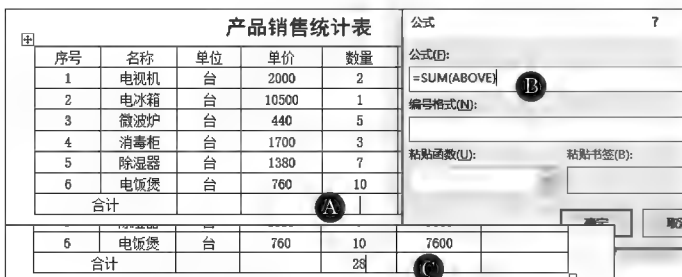 产品销售统计表
序号 名称 单位 单价 数量
1 电视机 台 2000 2
2 电冰箱 台 10500 1
3 微波炉 台 440 5
4 消毒柜 台 1700 3
5 除湿器 台 1380 7
6 电饭煲 台 760 10
合计
A
公式 ?
公式(F):
=SUM(ABOVE)
B
编号格式(N):
粘贴函数(U): 粘贴书签(B):
确定
6 电饭煲 台 760 10 7600
合计 28
C